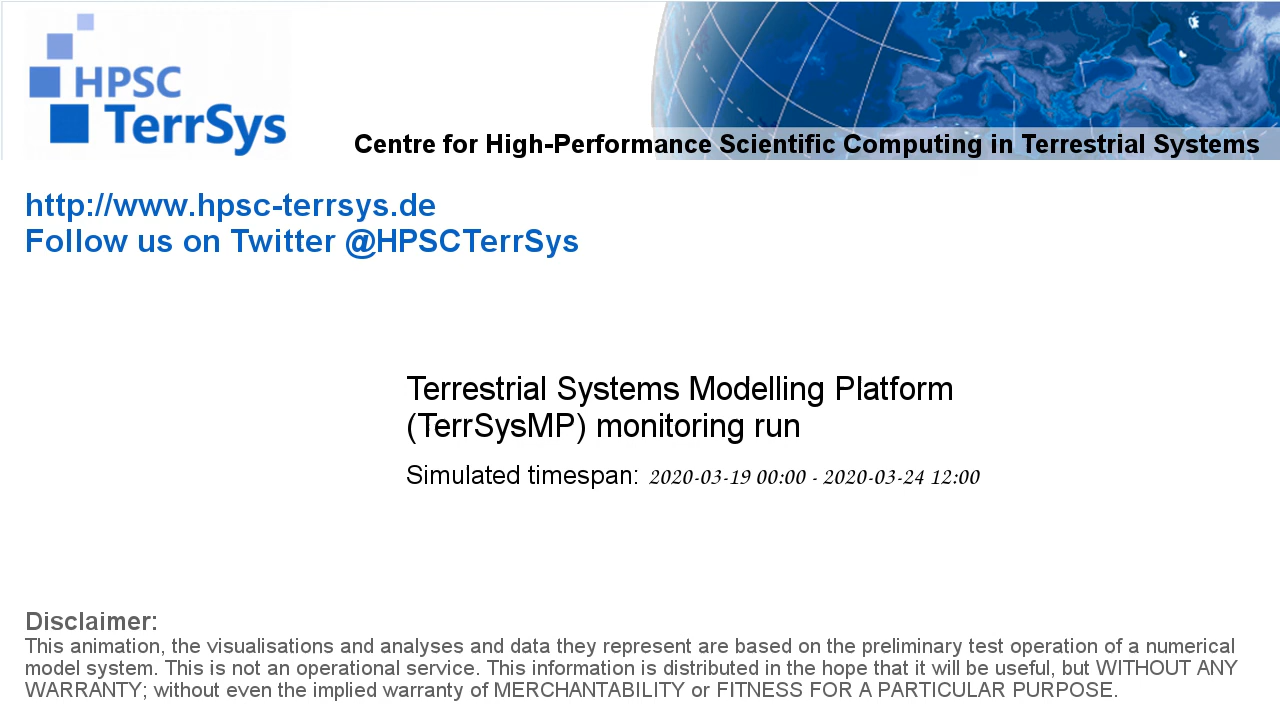 HPSC
TerrSys
Centre for High-Performance Scientific Computing in Terrestrial Systems
http://www.hpsc-terrsys.de
Follow us on Twitter @HPSCTerrSys
Terrestrial Systems Modelling Platform
(TerrSysMP) monitoring run
Simulated timespan: 2020-03-19 00:00 - 2020-03-24 12:00
Disclaimer:
This animation, the visualisations and analyses and data they represent are based on the preliminary test operation of a numerical
model system. This is not an operational service. This information is distributed in the hope that it will be useful, but WITHOUT ANY
WARRANTY; without even the implied warranty of MERCHANTABILITY or FITNESS FOR A PARTICULAR PURPOSE.